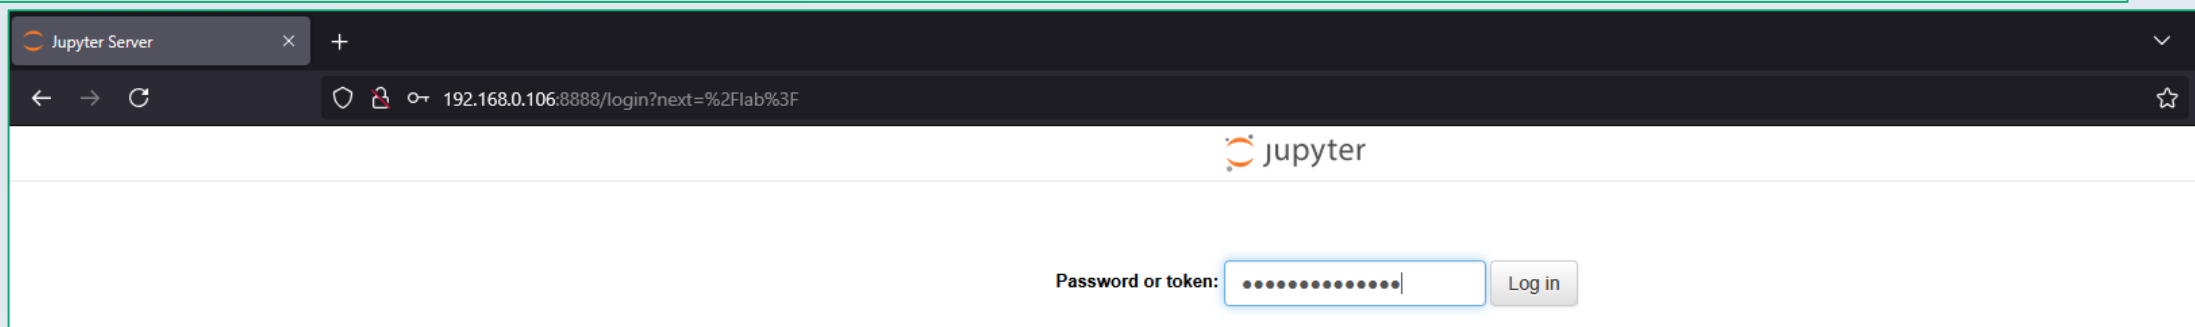 Jupyter Server
192.168.0.106:8888/login?next=%2Flab%3F
jupyter
Password or token: ●●●●●●●●●●●●●● Log in